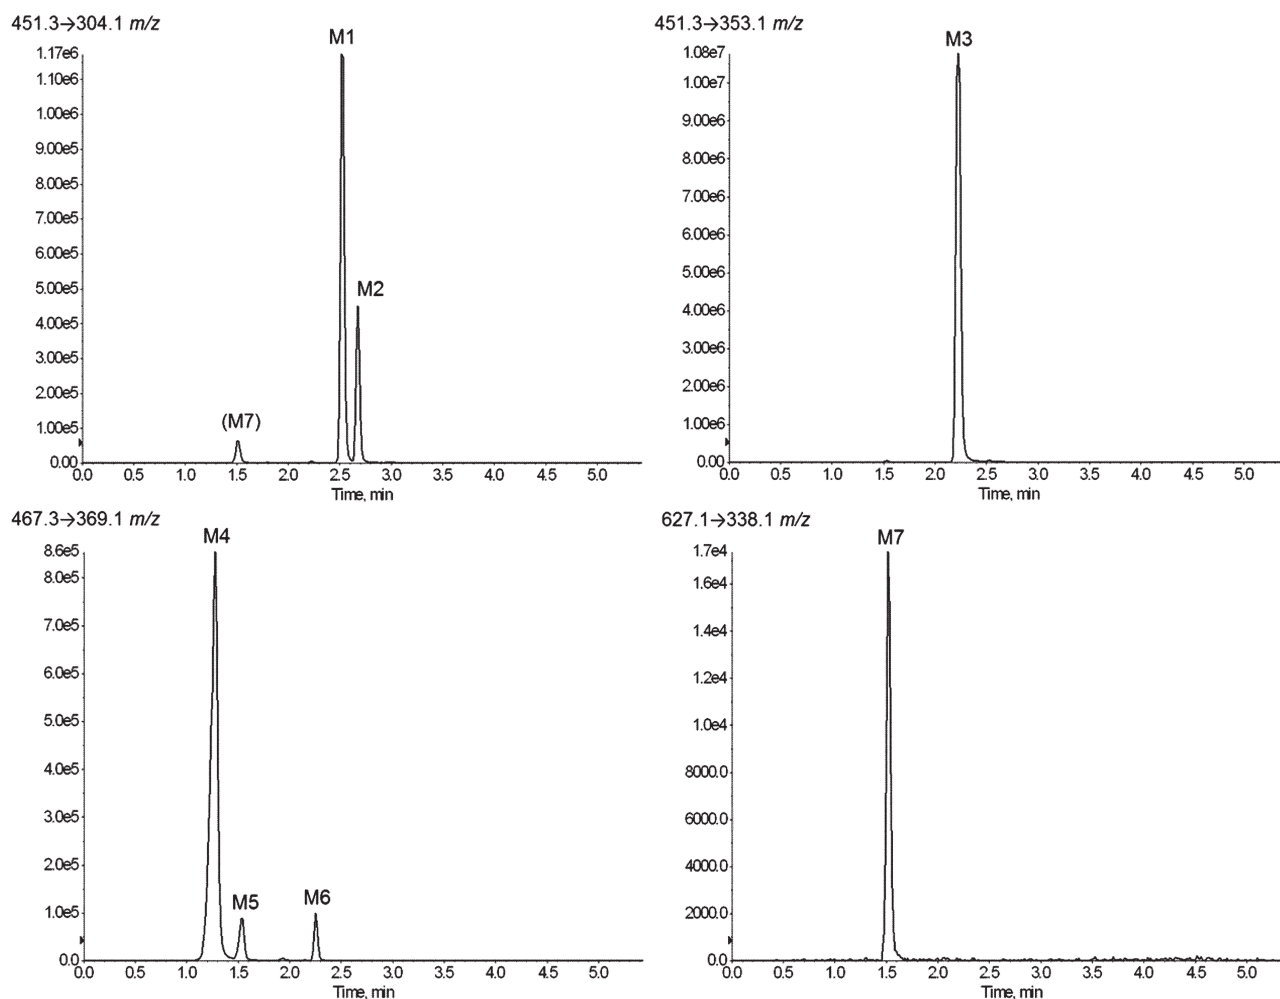 451.3→304.1 m/z
M1
1.17e6
1.10e6
1.00e6
9.00e5
8.00e5
7.00e5
6.00e5
5.00e5
M2
4.00e5
3.00e5
2.00e5
(M7)
1.00e5
0.00
0.0 0.5 1.0 1.5 2.0 2.5 3.0 3.5 4.0 4.5 5.0
Time, min
451.3→353.1 m/z
M3
1.08e7
1.00e7
9.00e6
8.00e6
7.00e6
6.00e6
5.00e6
4.00e6
3.00e6
2.00e6
1.00e6
0.00
0.0 0.5 1.0 1.5 2.0 2.5 3.0 3.5 4.0 4.5 5.0
Time, min
467.3→369.1 m/z
M4
8.6e5
8.0e5
7.0e5
6.0e5
5.0e5
4.0e5
3.0e5
2.0e5
1.0e5
M5
M6
0.0
0.0 0.5 1.0 1.5 2.0 2.5 3.0 3.5 4.0 4.5 5.0
Time, min
627.1→338.1 m/z
M7
1.7e4
1.6e4
1.4e4
1.2e4
1.0e4
8000.0
6000.0
4000.0
2000.0
0.0
0.0 0.5 1.0 1.5 2.0 2.5 3.0 3.5 4.0 4.5 5.0
Time, min